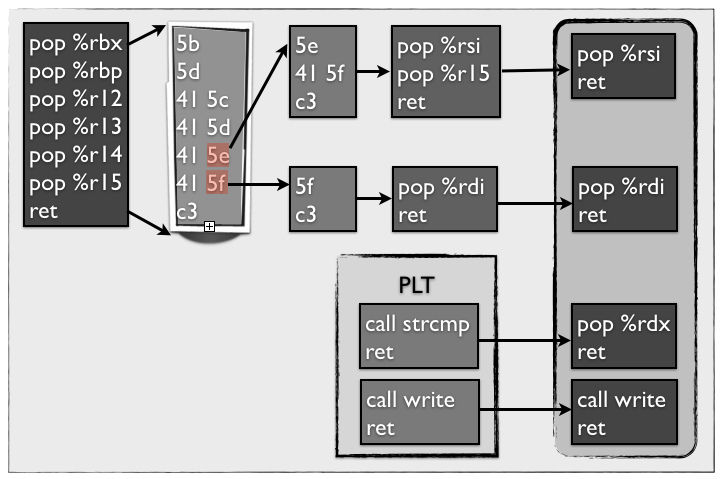 pop %rbx
pop %rbp
pop %r12
pop %r13
pop %r14
pop %r15
ret
5b
5d
41 5c
41 5d
41 5e
41 5f
c3
5e
41 5f
c3
pop %rsi
pop %r15
ret
pop %rsi
ret
5f
c3
pop %rdi
ret
pop %rdi
ret
PLT
call strcmp
ret
pop %rdx
ret
call write
ret
call write
ret